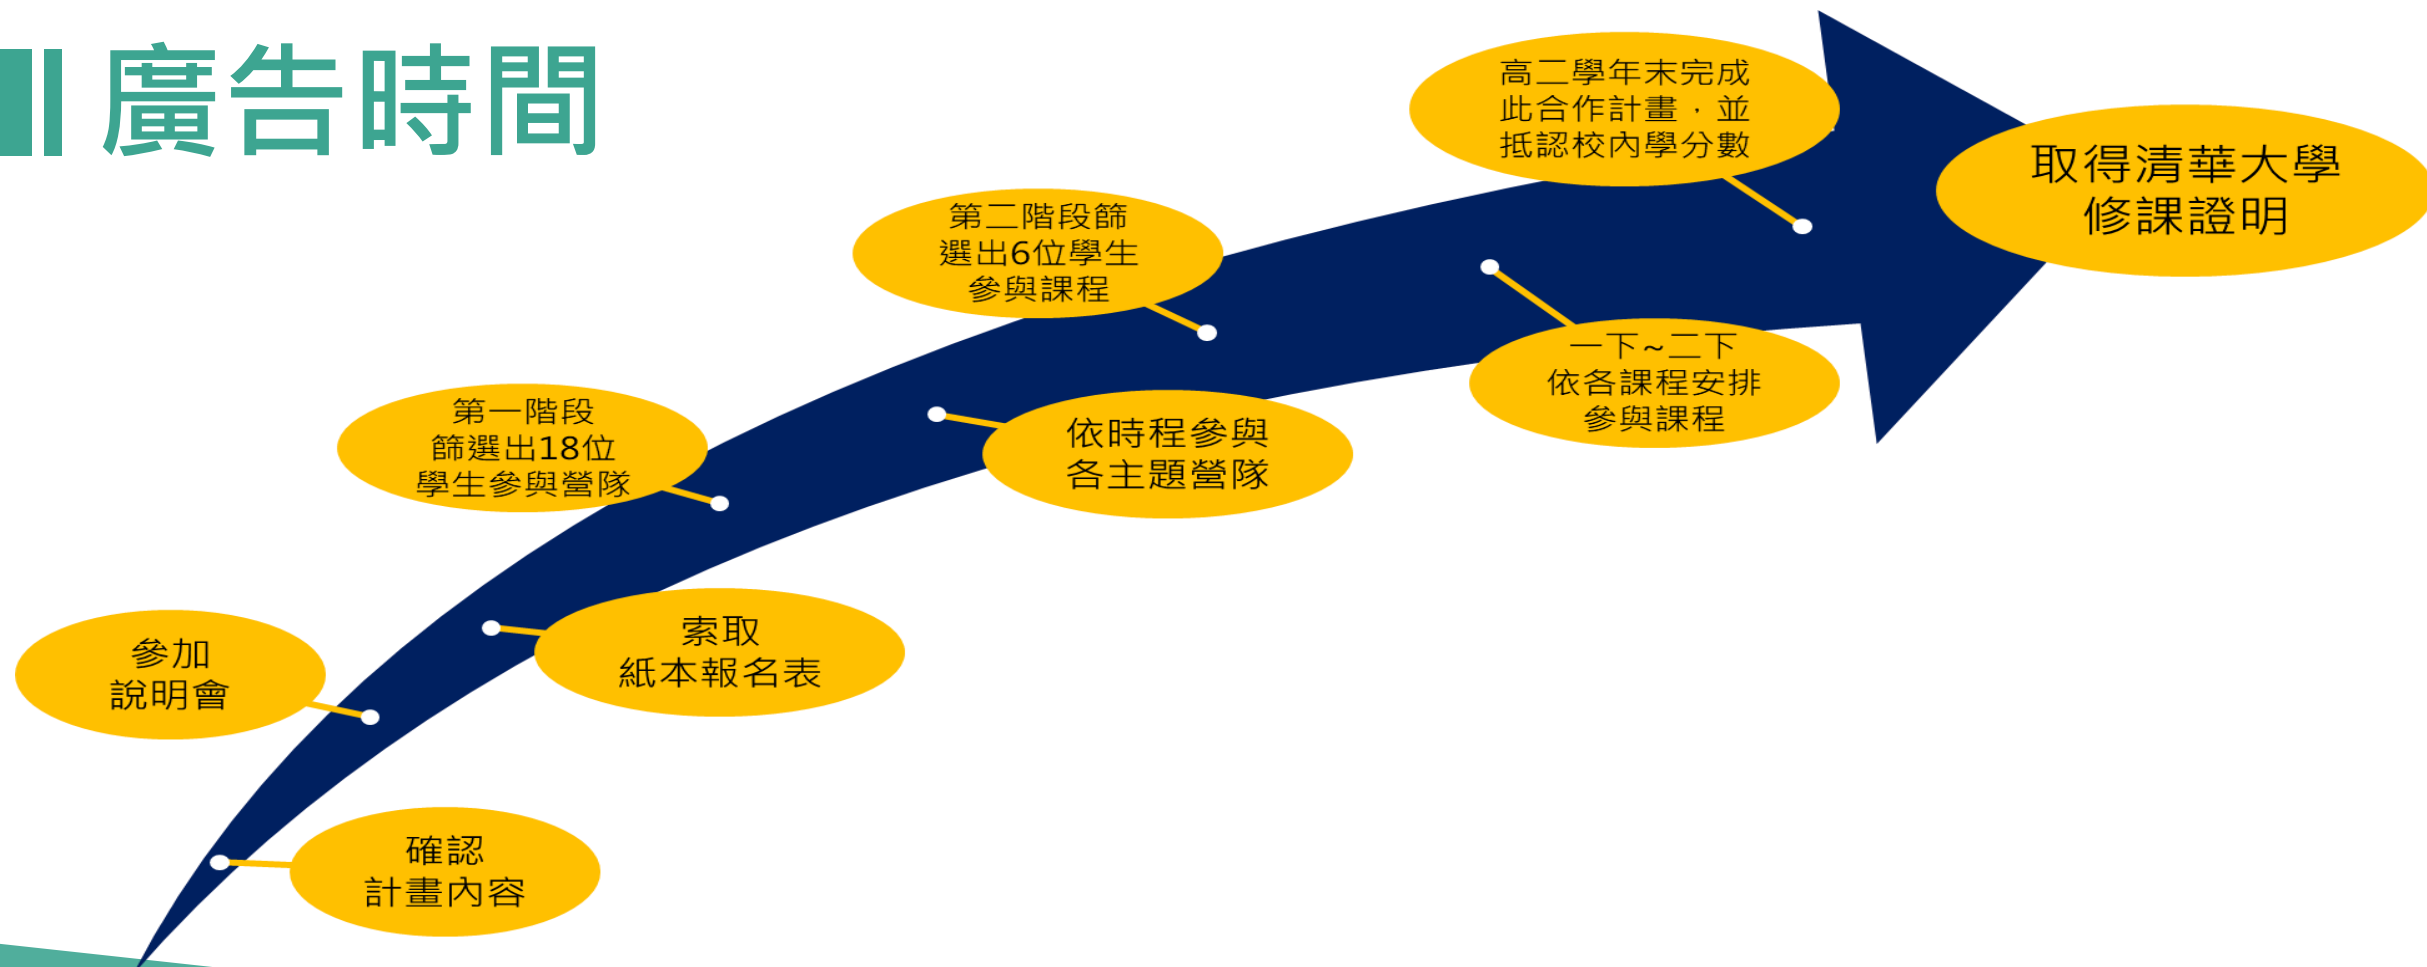 廣告時間
高二學年末完成
此合作計畫，並
抵認校內學分數
取得清華大學
修課證明
第二階段篩
選出6位學生
參與課程
一下~二下
依各課程安排
參與課程
第一階段
篩選出18位
學生參與營隊
依時程參與
各主題營隊
參加
說明會
索取
紙本報名表
確認
計畫內容